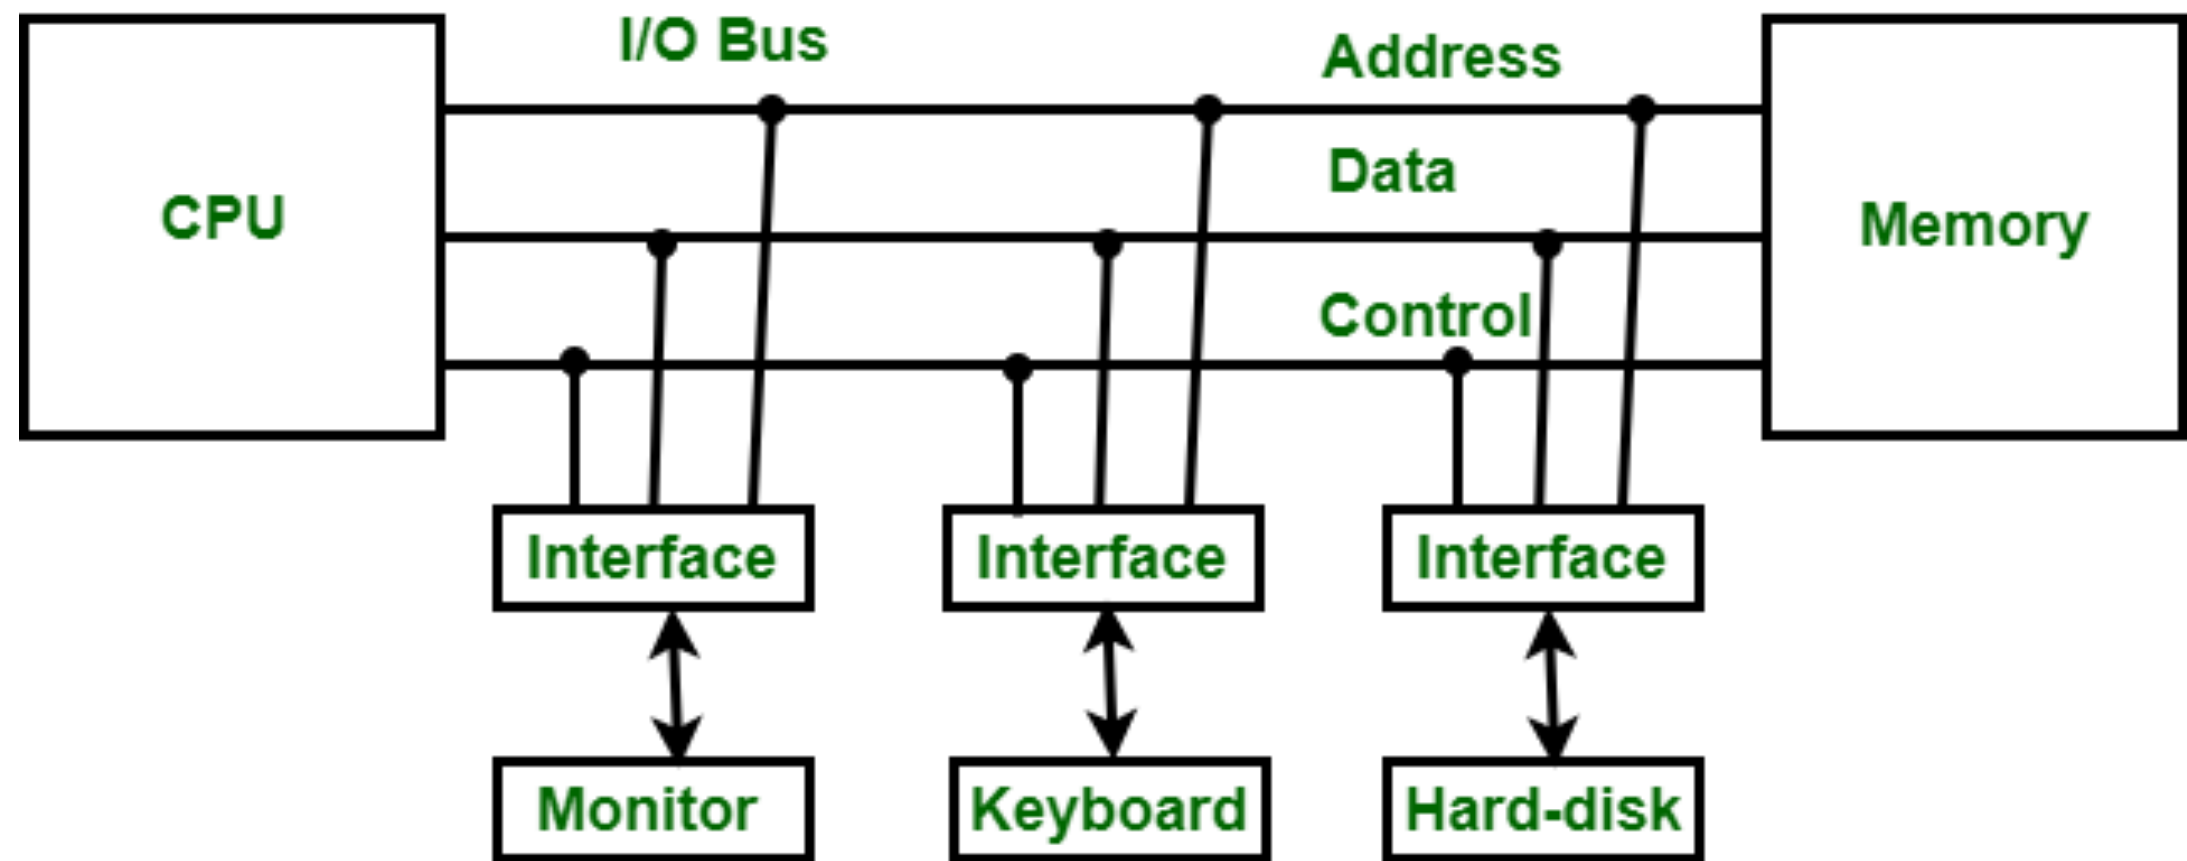 I/O Bus
Address
Data
CPU
Memory
Control
Interface
Interface
Interface
Monitor
Keyboard
Hard-disk